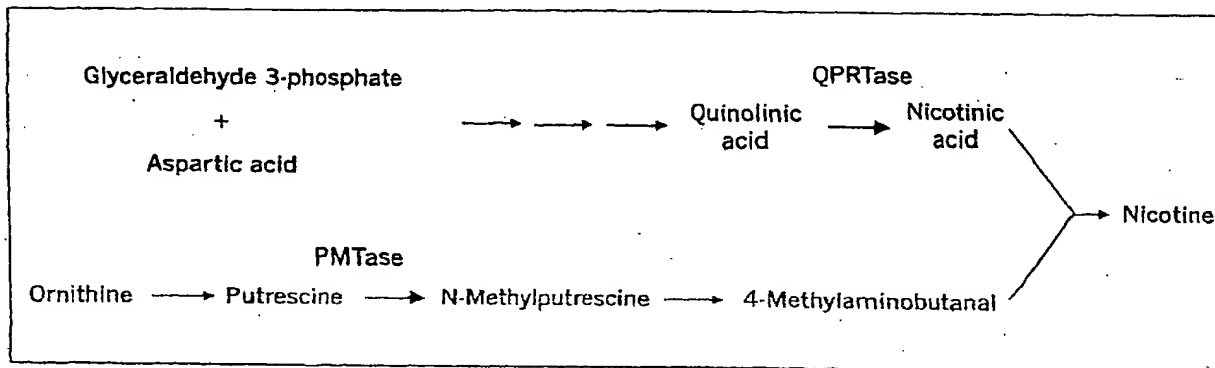 Glyceraldehyde 3-phosphate
+
Aspartic acid
QPRTase
Quinolinic acid
Nicotinic acid
Nicotine
PMTase
Ornithine
Putrescine
N-Methylputrescine
4-Methylaminobutanal